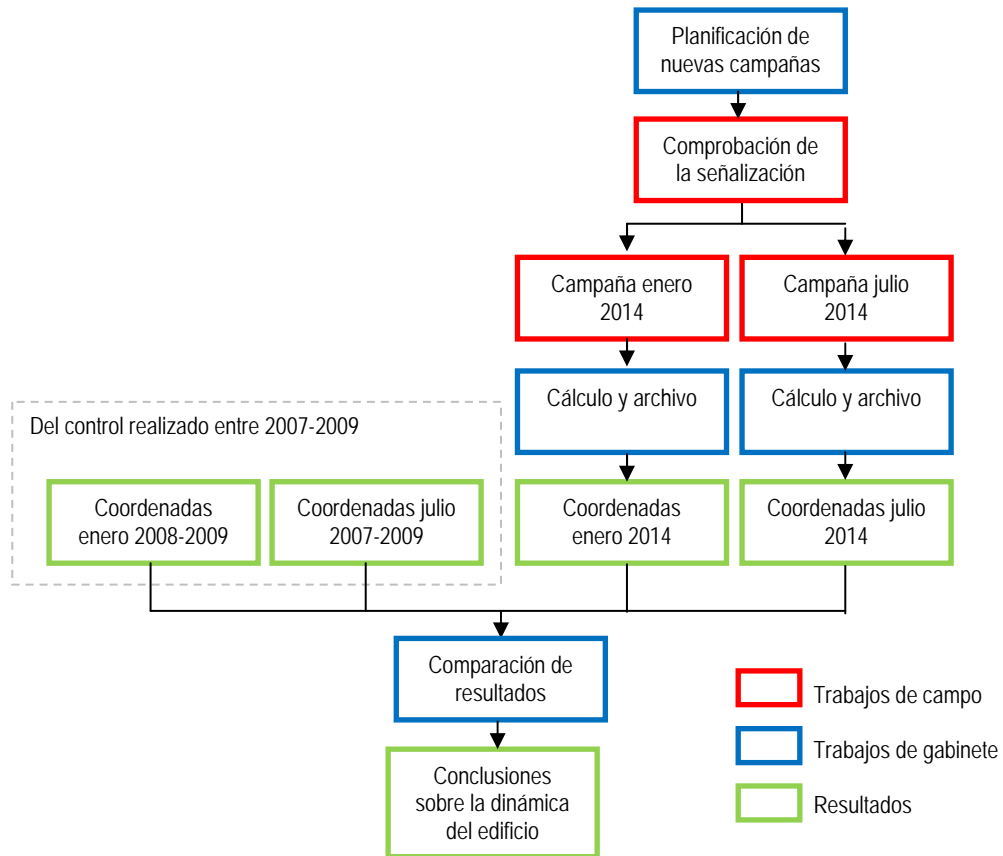 Planificación de
nuevas campañas
Comprobación de
la señalización
Campaña enero
2014
Campaña julio
2014
Cálculo y archivo
Cálculo y archivo
Del control realizado entre 2007-2009
Coordenadas
enero 2008-2009
Coordenadas julio
2007-2009
Coordenadas
enero 2014
Coordenadas julio
2014
Comparación de
resultados
Conclusiones
sobre la dinámica
del edificio
Trabajos de campo
Trabajos de gabinete
Resultados